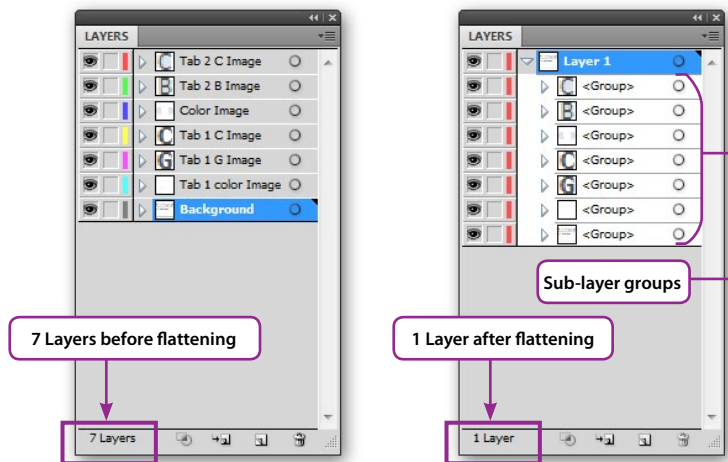 LAYERS
Tab 2 C Image
Tab 2 B Image
Color Image
Tab 1 C Image
Tab 1 G Image
Tab 1 color Image
Background
7 Layers before flattening
7 Layers
LAYERS
Layer 1
<Group>
<Group>
<Group>
<Group>
<Group>
<Group>
<Group>
Sub-layer groups
1 Layer after flattening
1 Layer